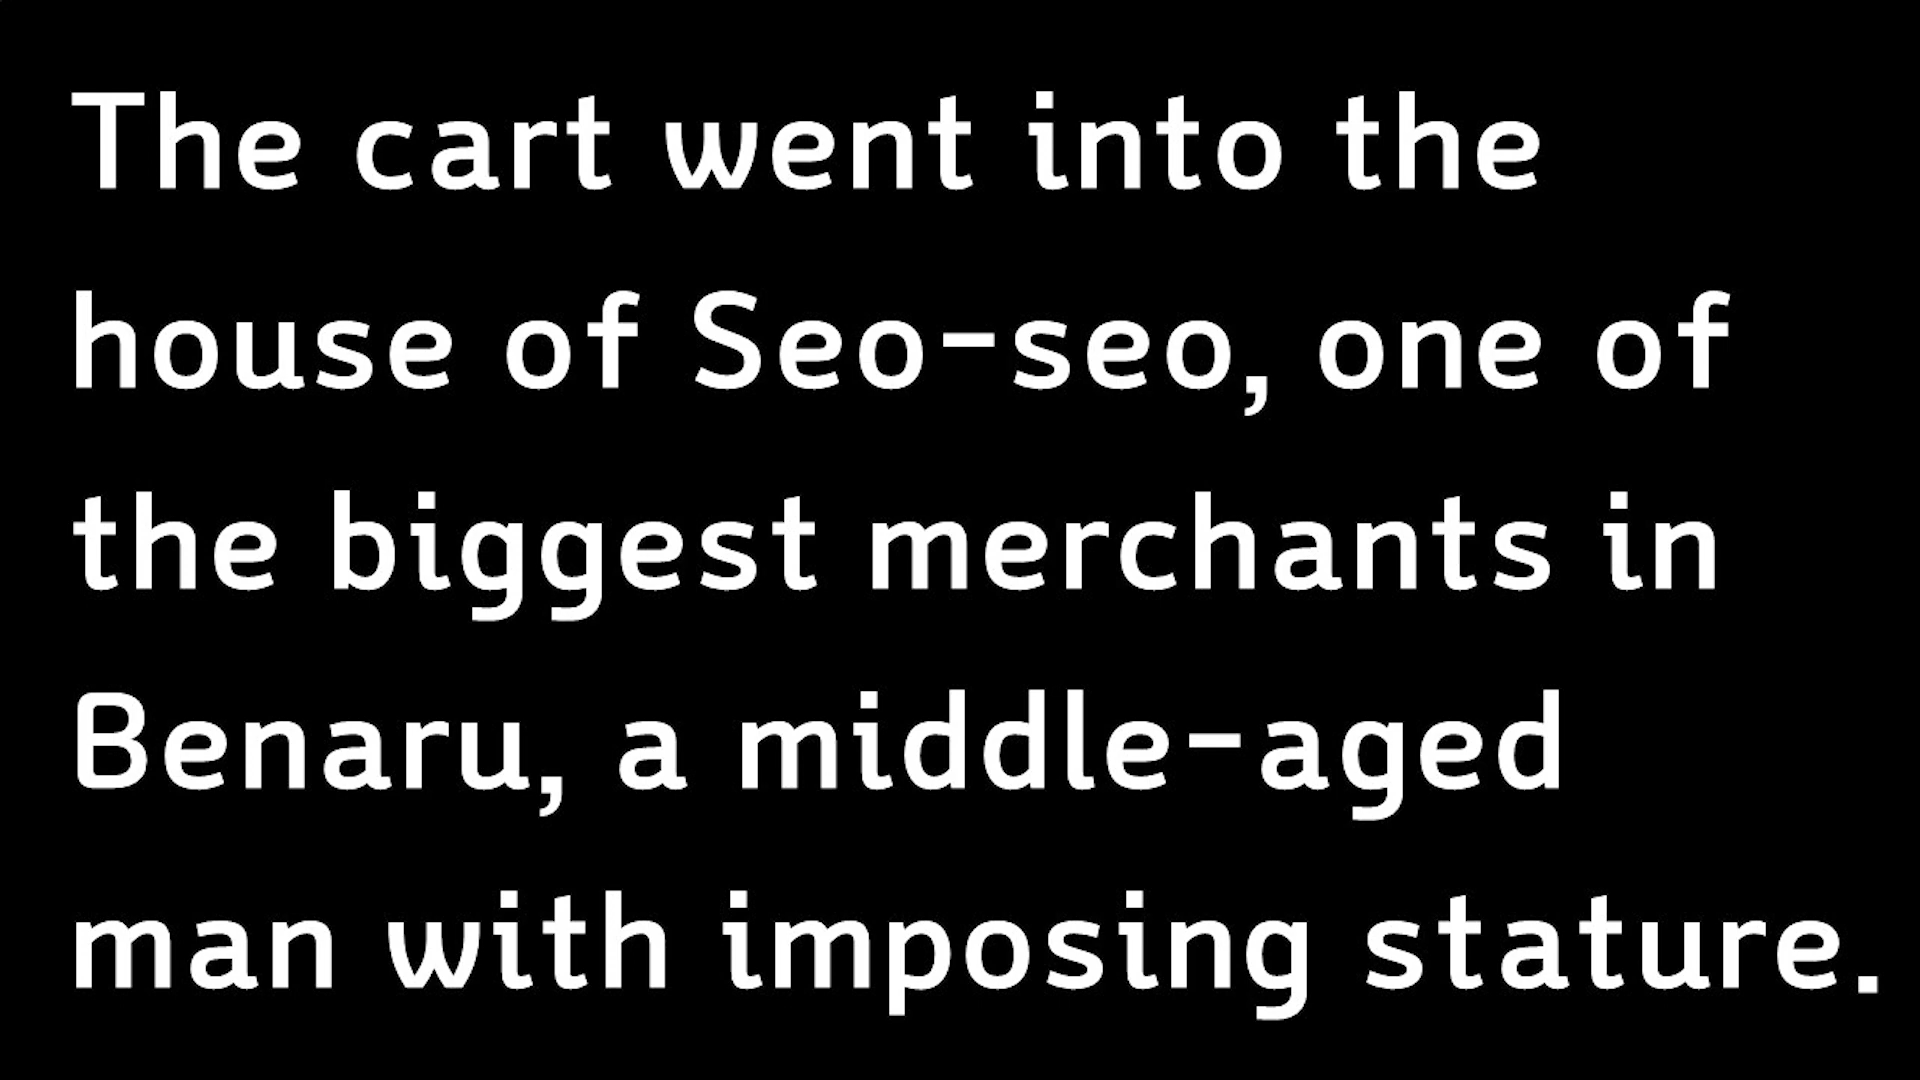 The cart went into the
house of Seo-seo, one of
the biggest merchants in
Benaru, a middle-aged
man with imposing stature.